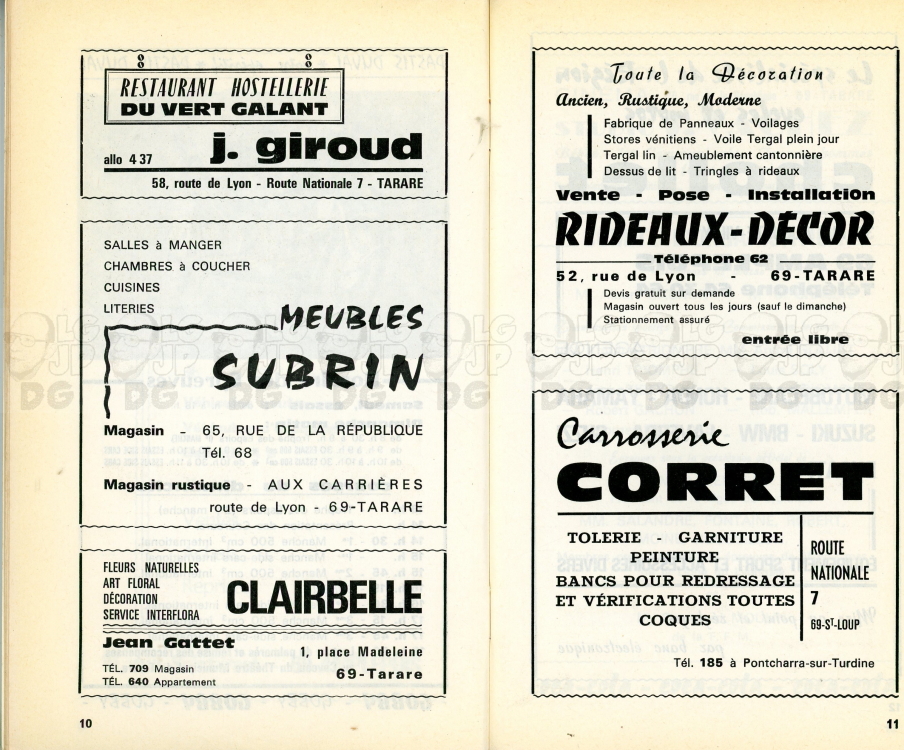 RESTAURANT HOSTELLERIE
DU VERT GALANT
j. giroud
allo 4 37
58, route de Lyon - Route Nationale 7 - TARARE
SALLES à MANGER
CHAMBRES à COUCHER
CUISINES
LITERIES
MEUBLES
SUBRIN
Magasin - 65, RUE DE LA RÉPUBLIQUE
Tél. 68
Magasin rustique - AUX CARRIÈRES
route de Lyon - 69-TARARE
FLEURS NATURELLES
ART FLORAL
DÉCORATION
SERVICE INTERFLORA
CLAIRBELLE
Jean Gattet
1, place Madeleine
TÉL. 709 Magasin
TÉL. 640 Appartement
69-Tarare
10
Toute la Décoration
Ancien, Rustique, Moderne
Fabrique de Panneaux - Voilages
Stores vénitiens - Voile Tergal plein jour
Tergal lin - Ameublement cantonnière
Dessus de lit - Tringles à rideaux
Vente - Pose - Installation
RIDEAUX-DÉCOR
Téléphone 62
52, rue de Lyon - 69-TARARE
Devis gratuit sur demande
Magasin ouvert tous les jours (sauf le dimanche)
Stationnement assuré
entrée libre
Carrosserie
CORRET
TOLERIE - GARNITURE
PEINTURE
BANCS POUR REDRESSAGE
ET VÉRIFICATIONS TOUTES
COQUES
ROUTE
NATIONALE
7
69-ST-LOUP
Tél. 185 à Pontcharra-sur-Turdine
11